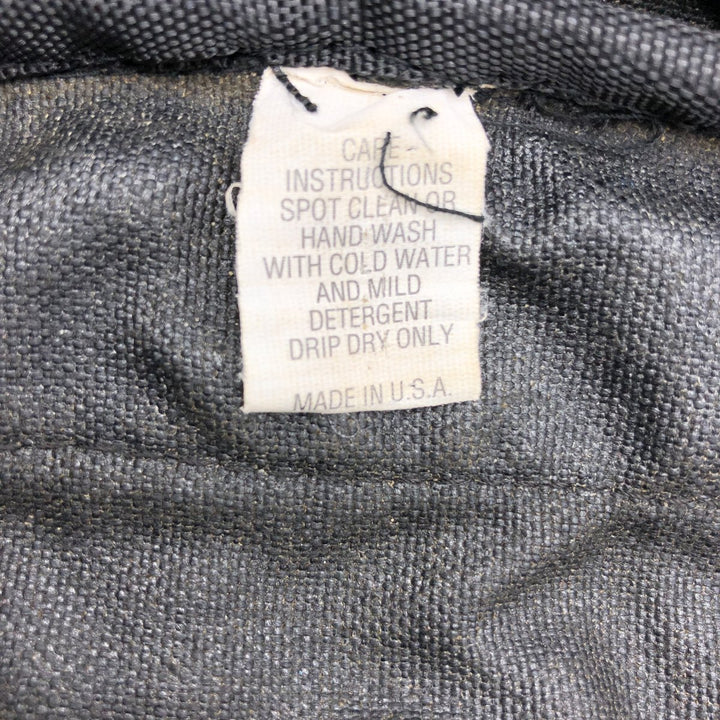 CARE
INSTRUCTIONS
SPOT CLEAN OR
HAND WASH
WITH COLD WATER
AND MILD
DETERGENT
DRIP DRY ONLY
MADE IN U.S.A.